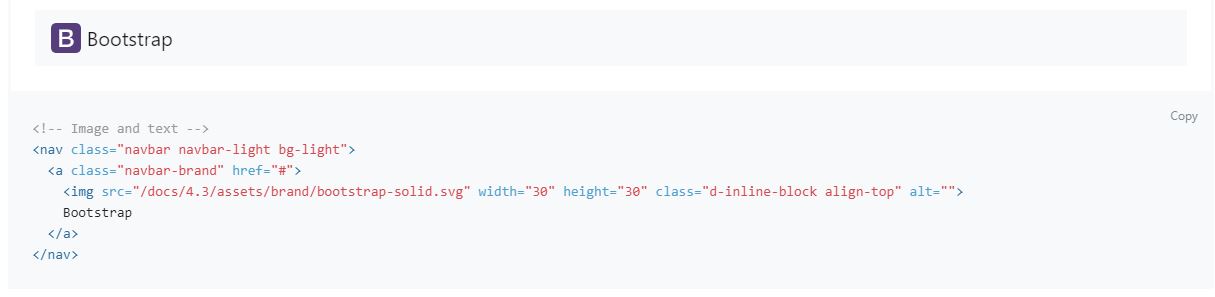 B Bootstrap
Copy
<!-- Image and text -->
<nav class="navbar navbar-light bg-light">
  <a class="navbar-brand" href="#">
    <img src="/docs/4.3/assets/brand/bootstrap-solid.svg" width="30" height="30" class="d-inline-block align-top" alt="">
    Bootstrap
  </a>
</nav>